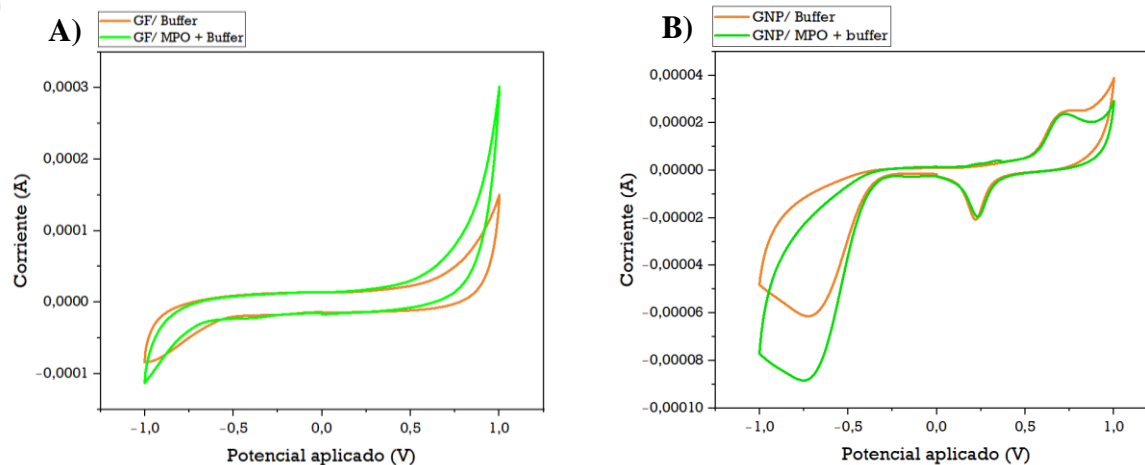 A)
GF/ Buffer
GF/ MPO + Buffer
0,0003
0,0002
0,0001
0,0000
−0,0001
Corriente (A)
−1,0 −0,5 0,0 0,5 1,0
Potencial aplicado (V)
B)
GNP/ Buffer
GNP/ MPO + buffer
0,00004
0,00002
0,00000
−0,00002
−0,00004
−0,00006
−0,00008
−0,00010
Corriente (A)
−1,0 −0,5 0,0 0,5 1,0
Potencial aplicado (V)